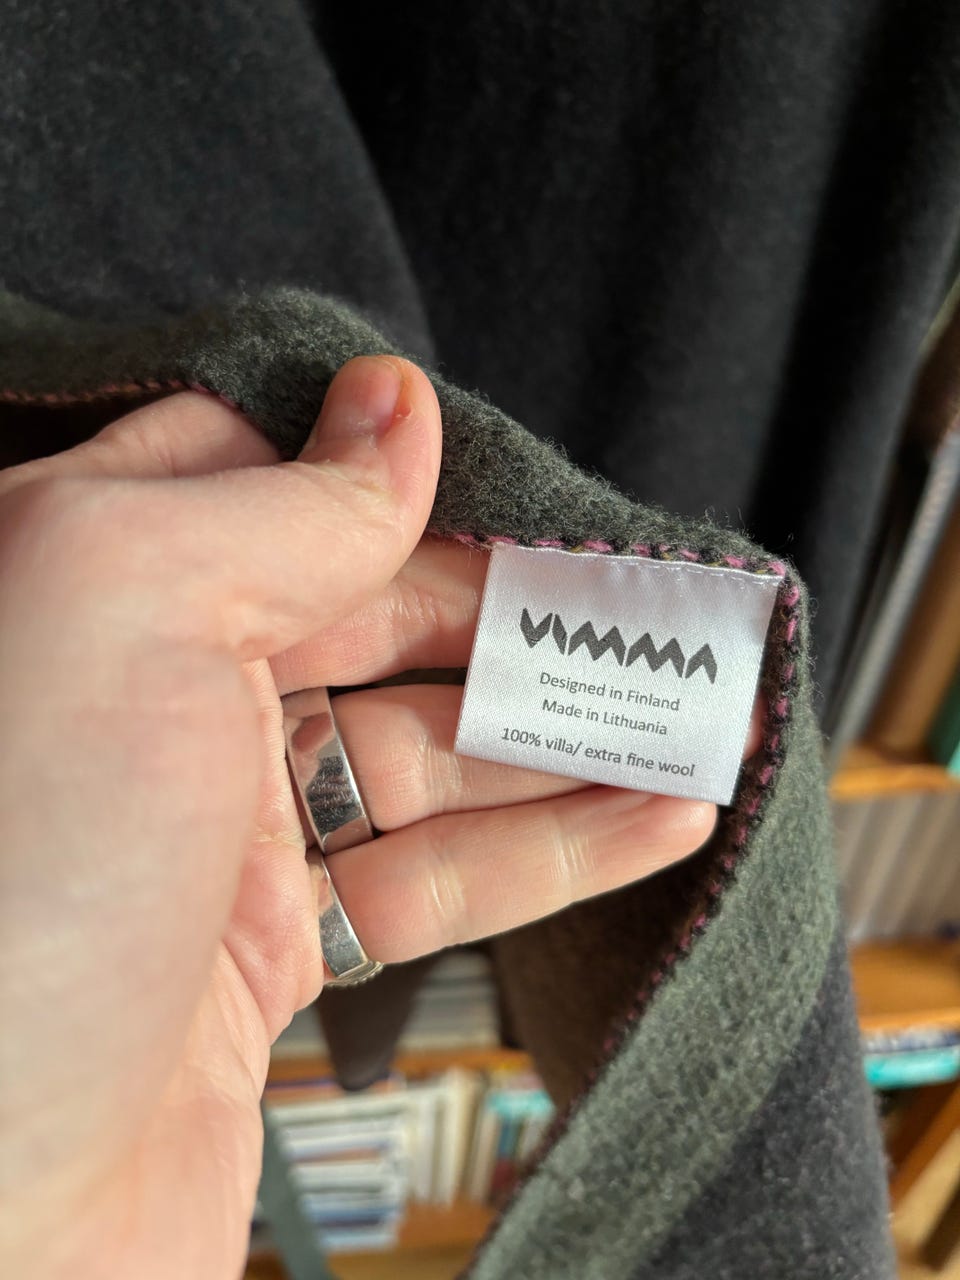 VIMMA
Designed in Finland
Made in Lithuania
100% villa/ extra fine wool